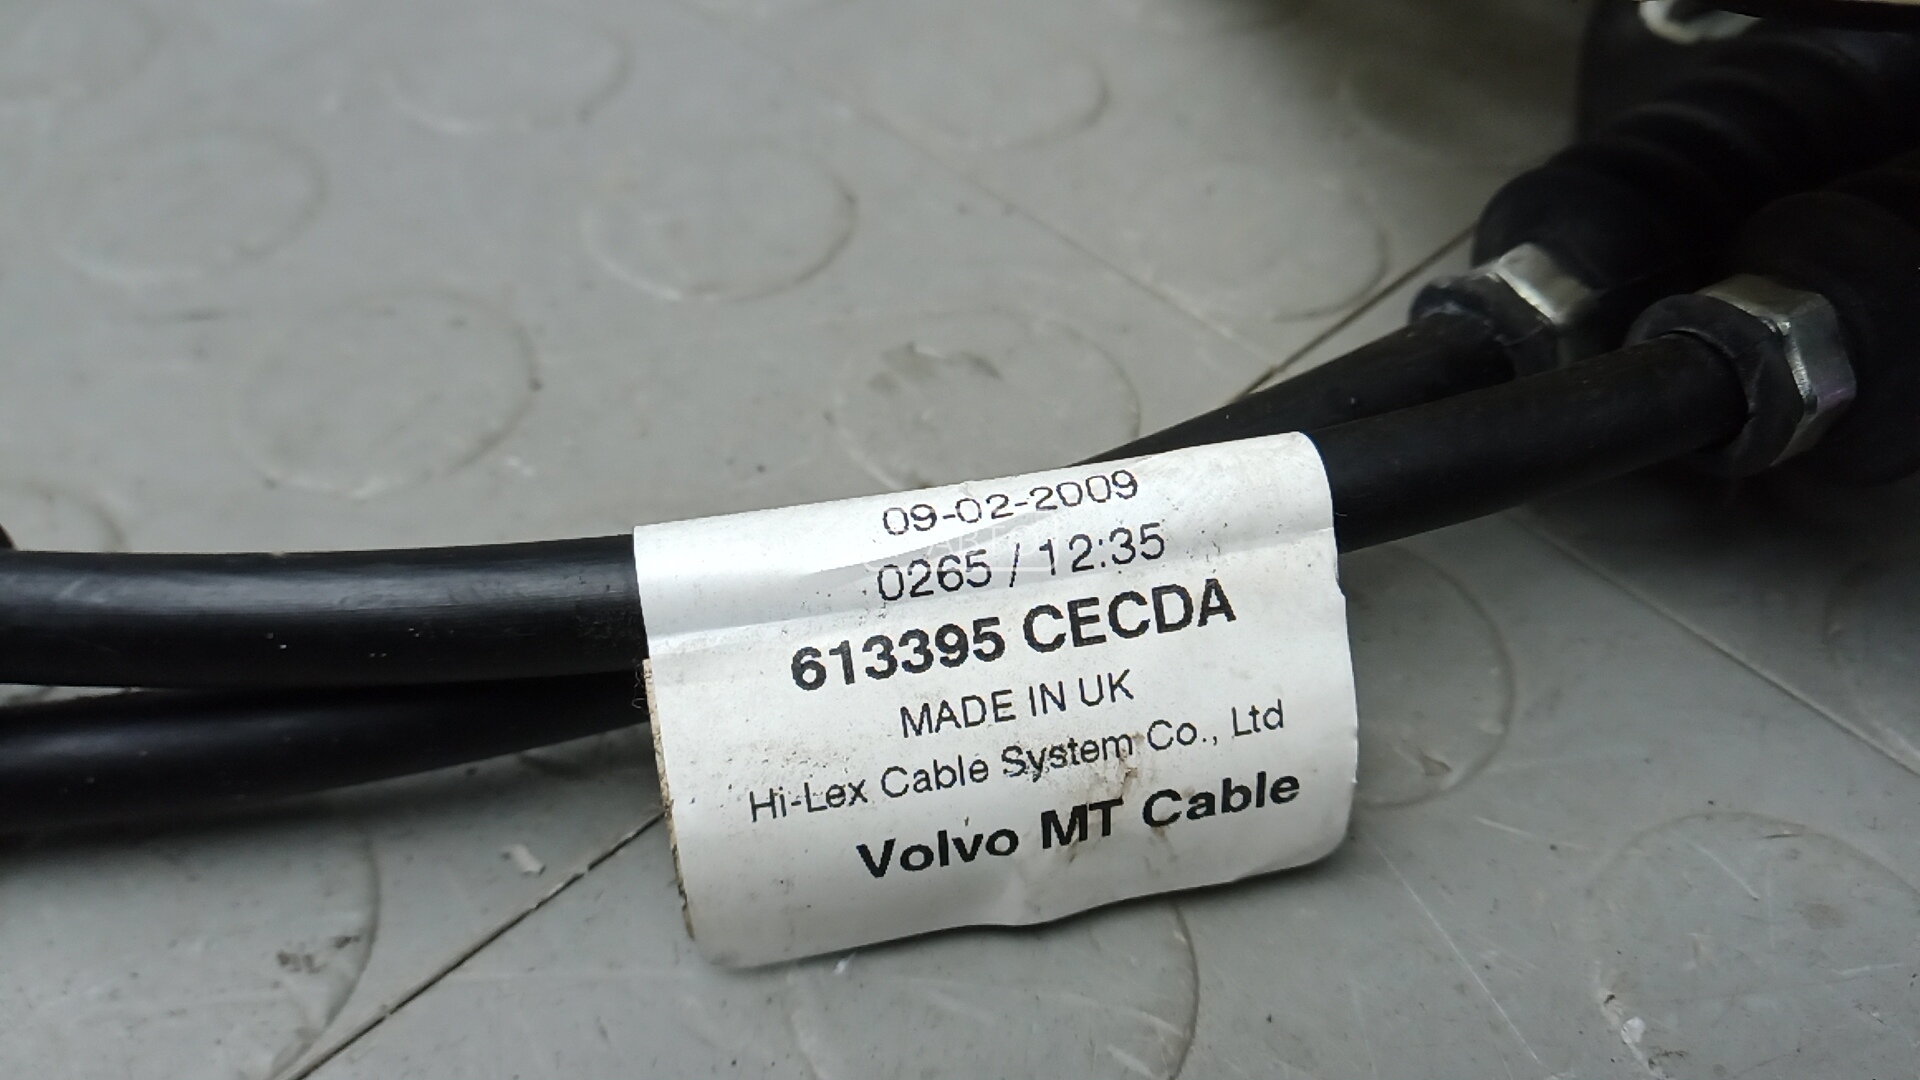 09-02-2009
0265 / 12:35
613395 CECDA
MADE IN UK
Hi-Lex Cable System Co., Ltd
Volvo MT Cable